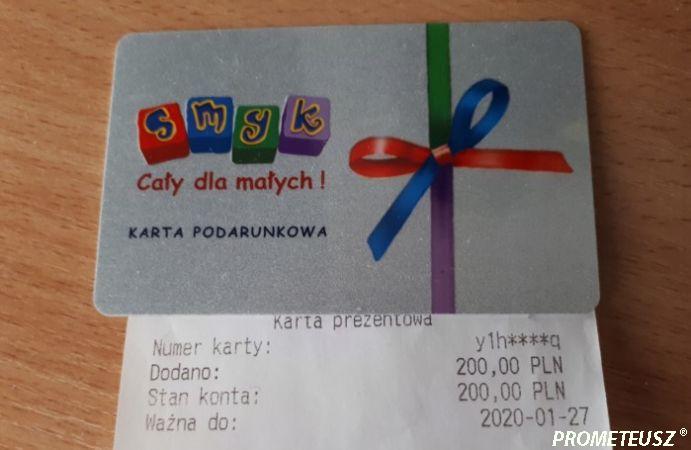 smyk
Cały dla małych !
KARTA PODARUNKOWA
Karta prezentowa
Numer karty: y1h****q
Dodano: 200,00 PLN
Stan konta: 200,00 PLN
Ważna do: 2020-01-27
PROMETEUSZ®